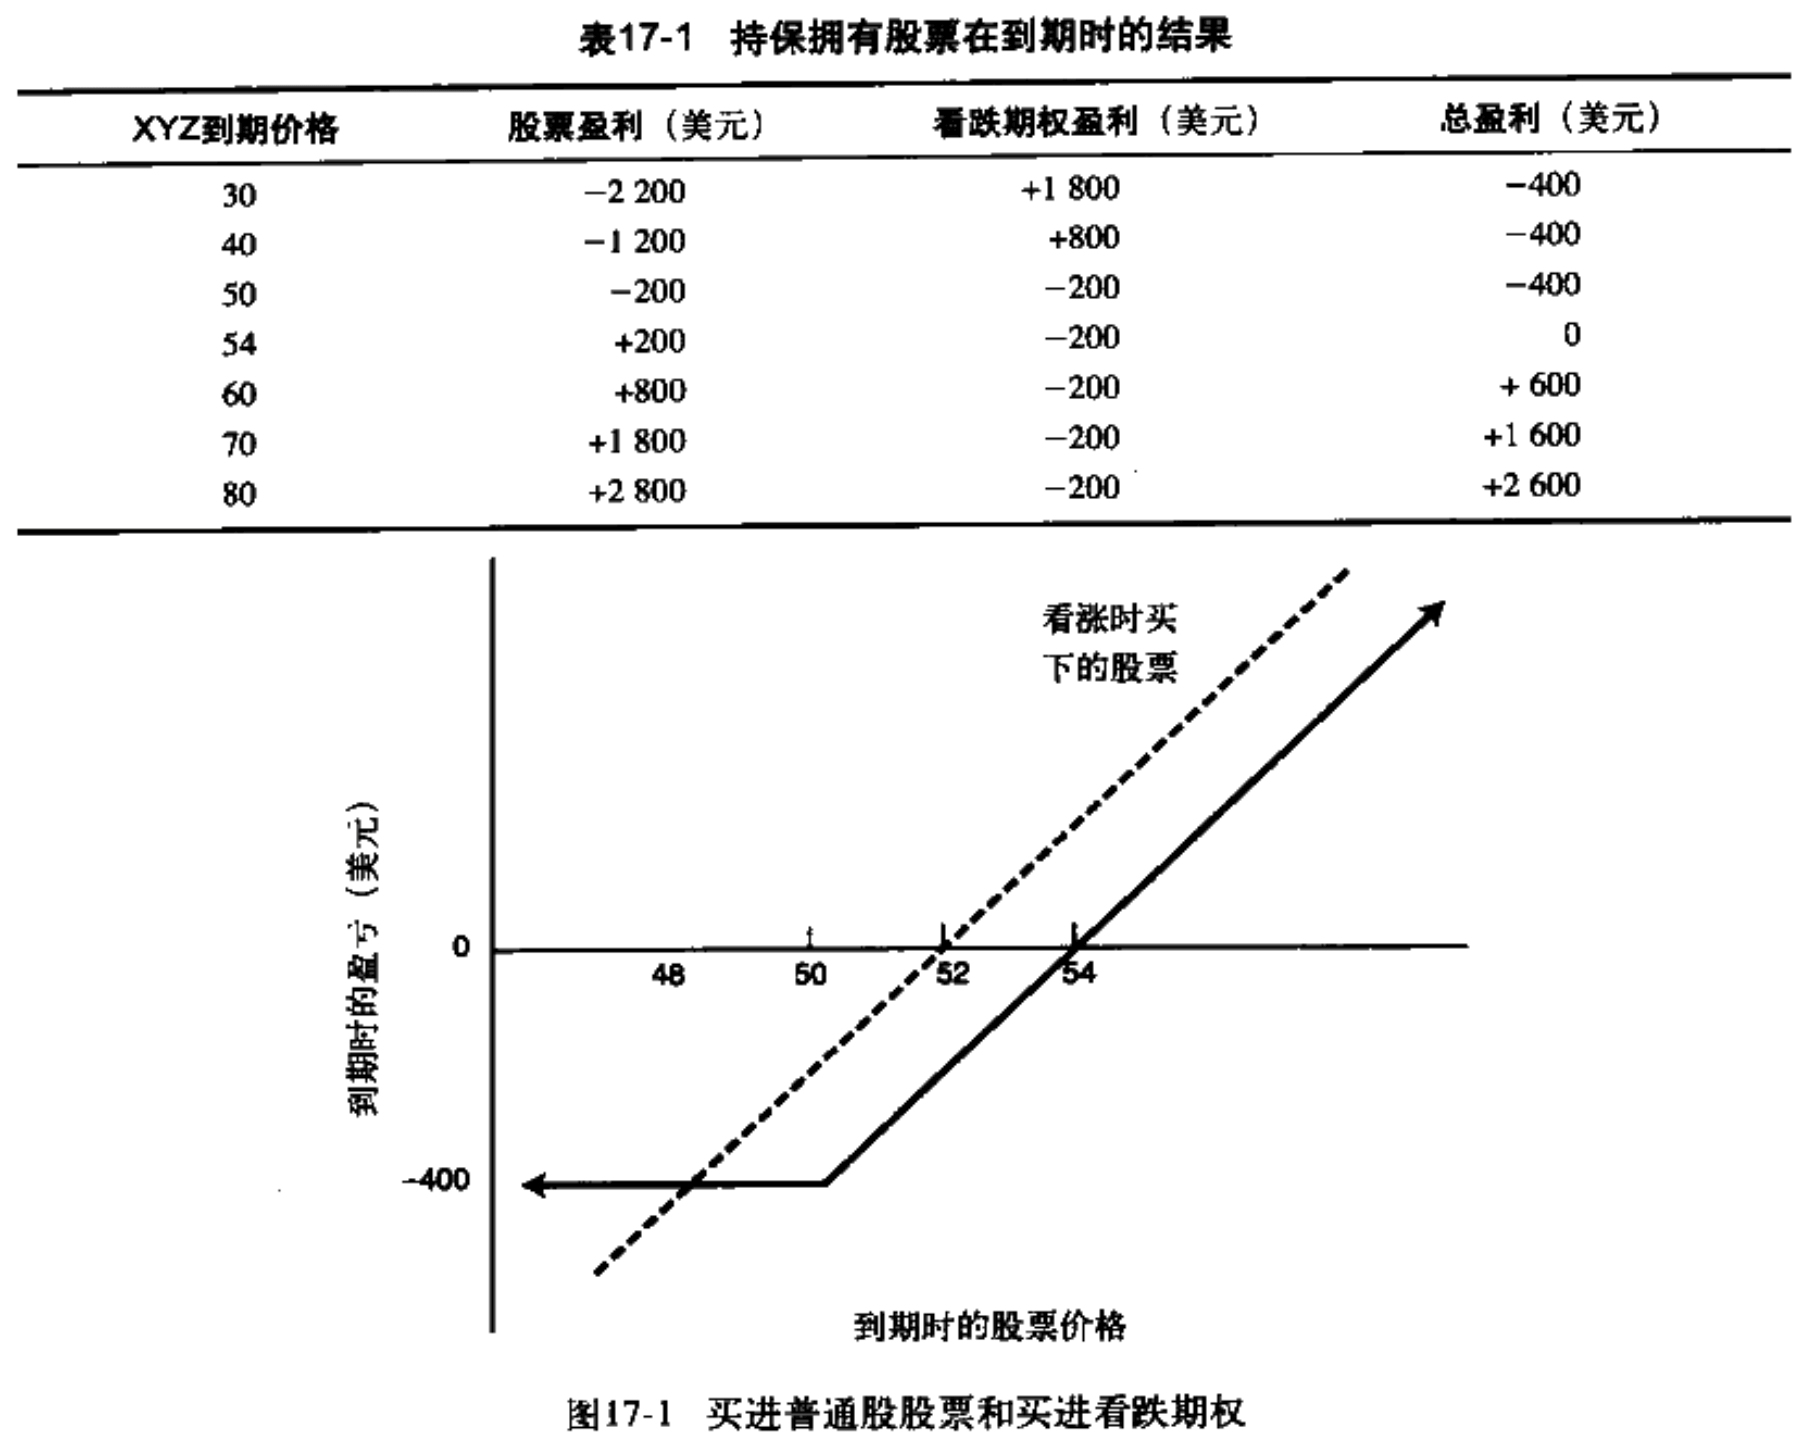 表17-1 持保拥有股票在到期时的结果
XYZ到期价格 股票盈利（美元） 看跌期权盈利（美元） 总盈利（美元）
30 −2 200 +1 800 −400
40 −1 200 +800 −400
50 −200 −200 −400
54 +200 −200 0
60 +800 −200 + 600
70 +1 800 −200 +1 600
80 +2 800 −200 +2 600
看涨时买
下的股票
到期时的盈亏（美元）
0
48 50 52 54
-400
到期时的股票价格
图17-1 买进普通股股票和买进看跌期权